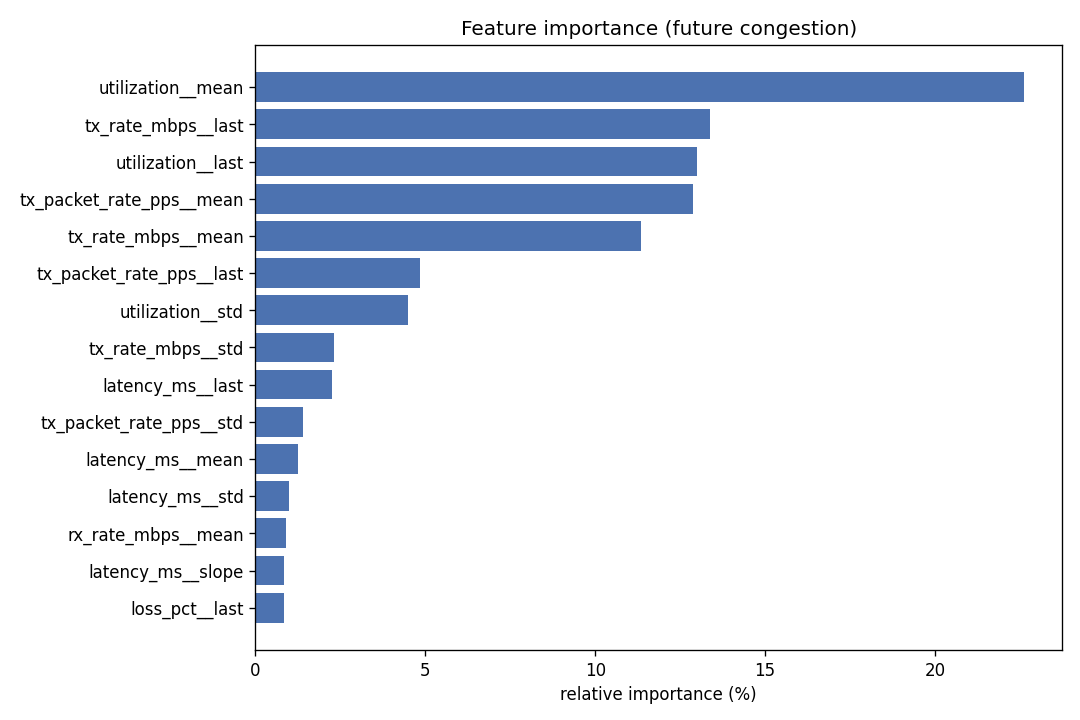 Feature importance (future congestion)
utilization__mean
tx_rate_mbps__last
utilization__last
tx_packet_rate_pps__mean
tx_rate_mbps__mean
tx_packet_rate_pps__last
utilization__std
tx_rate_mbps__std
latency_ms__last
tx_packet_rate_pps__std
latency_ms__mean
latency_ms__std
rx_rate_mbps__mean
latency_ms__slope
loss_pct__last
0 5 10 15 20
relative importance (%)